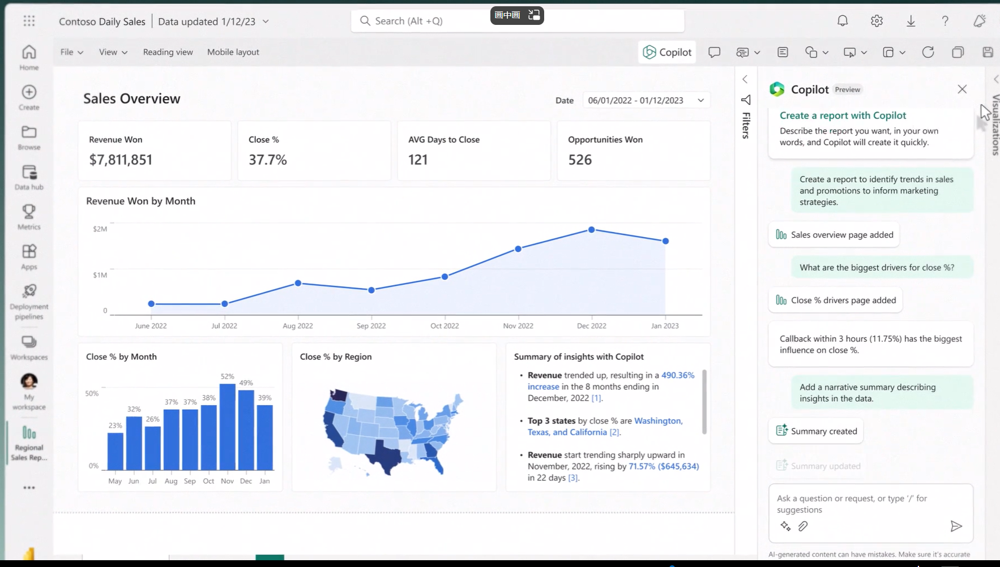 Contoso Daily Sales
Data updated 1/12/23
Search (Alt +Q)
画中画
Home
Create
Browse
Data hub
Metrics
Apps
Deployment
pipelines
Workspaces
My
workspace
Regional
Sales Rep...
File
View
Reading view
Mobile layout
Copilot
Sales Overview
Date
06/01/2022 - 01/12/2023
Revenue Won
$7,811,851
Close %
37.7%
AVG Days to Close
121
Opportunities Won
526
Revenue Won by Month
$2M
$1M
0
June 2022
Jul 2022
Aug 2022
Sep 2022
Oct 2022
Nov 2022
Dec 2022
Jan 2023
Close % by Month
50%
0%
23%
32%
26%
37%
37%
38%
52%
49%
39%
May
Jun
Jul
Aug
Sep
Oct
Nov
Dec
Jan
Close % by Region
Summary of insights with Copilot
• Revenue trended up, resulting in a 490.36%
increase in the 8 months ending in
December, 2022 [1].
• Top 3 states by close % are Washington,
Texas, and California [2].
• Revenue start trending sharply upward in
November, 2022, rising by 71.57% ($645,634)
in 22 days [3].
Filters
Copilot Preview
Create a report with Copilot
Describe the report you want, in your own
words, and Copilot will create it quickly.
Create a report to identify trends in sales
and promotions to inform marketing
strategies.
Sales overview page added
What are the biggest drivers for close %?
Close % drivers page added
Callback within 3 hours (11.75%) has the biggest
influence on close %.
Add a narrative summary describing
insights in the data.
Summary created
Summary updated
Ask a question or request, or type '/' for
suggestions
AI-generated content can have mistakes. Make sure it's accurate
Visualizations